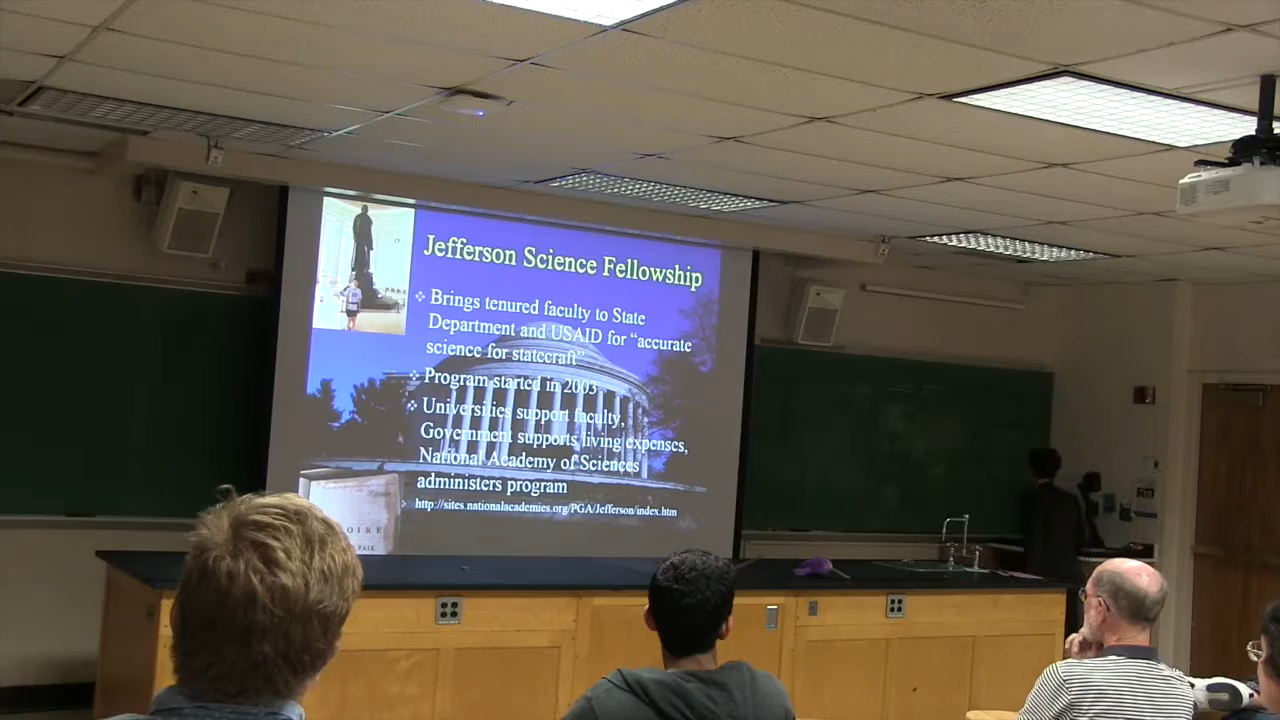 Jefferson Science Fellowship
Brings tenured faculty to State
Department and USAID for “accurate
science for statecraft”
Program started in 2003
Universities support faculty,
Government supports living expenses,
National Academy of Sciences
administers program
http://sites.nationalacademies.org/PGA/Jefferson/index.htm